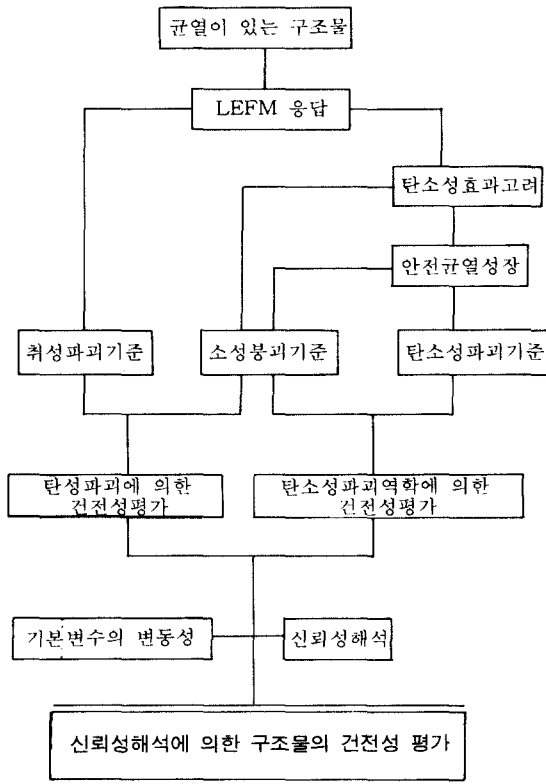 균열이 있는 구조물
LEFM 응답
탄소성효과고려
안전균열성장
취성파괴기준
소성붕괴기준
탄소성파괴기준
탄성파괴에 의한
건전성평가
탄소성파괴역학에 의한
건전성평가
기본변수의 변동성
신뢰성해석
신뢰성해석에 의한 구조물의 건전성 평가